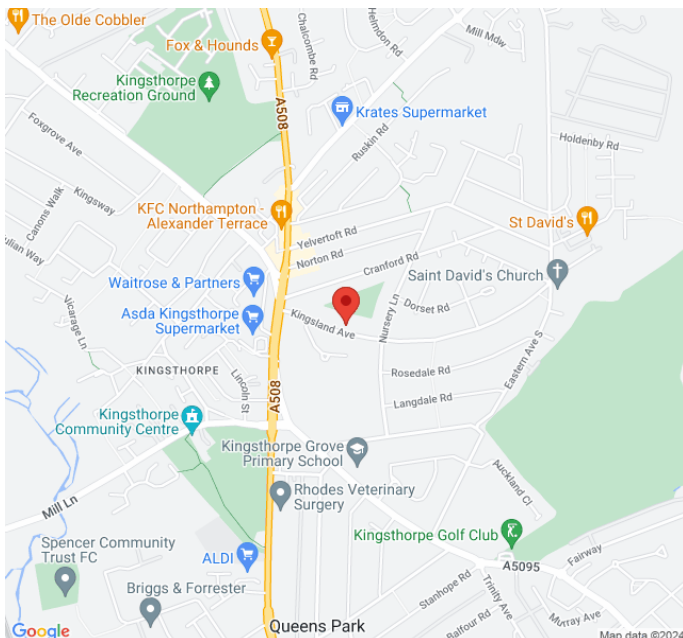 The Olde Cobbler
Fox & Hounds
Chalcombe Rd
Helmdon Rd
Mill Mdw
Kingsthorpe
Recreation Ground
A508
Krates Supermarket
Ruskin Rd
Foxgrove Ave
Holdenby Rd
Kingsway
Canons Walk
KFC Northampton -
Alexander Terrace
Yelvertoft Rd
St David's
Norton Rd
Cranford Rd
ulian Way
Waitrose & Partners
Saint David's Church
Vicarage Ln
Asda Kingsthorpe
Supermarket
Kingsland Ave
Dorset Rd
Nursery Ln
Eastern Ave S
KINGSTHORPE
Rosedale Rd
Lincoln St
A508
Langdale Rd
Kingsthorpe
Community Centre
Kingsthorpe Grove
Primary School
Auckland Cl
Mill Ln
Rhodes Veterinary
Surgery
Kingsthorpe Golf Club
Spencer Community
Trust FC
ALDI
Fairway
A5095
Briggs & Forrester
Stanhope Rd
Trinity Ave
Murray Ave
Balfour Rd
Queens Park
Google
Map data ©2024